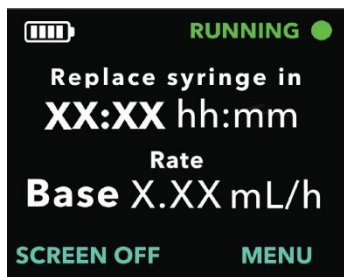 RUNNING
Replace syringe in
XX:XX hh:mm
Rate
Base X.XX mL/h
SCREEN OFF MENU